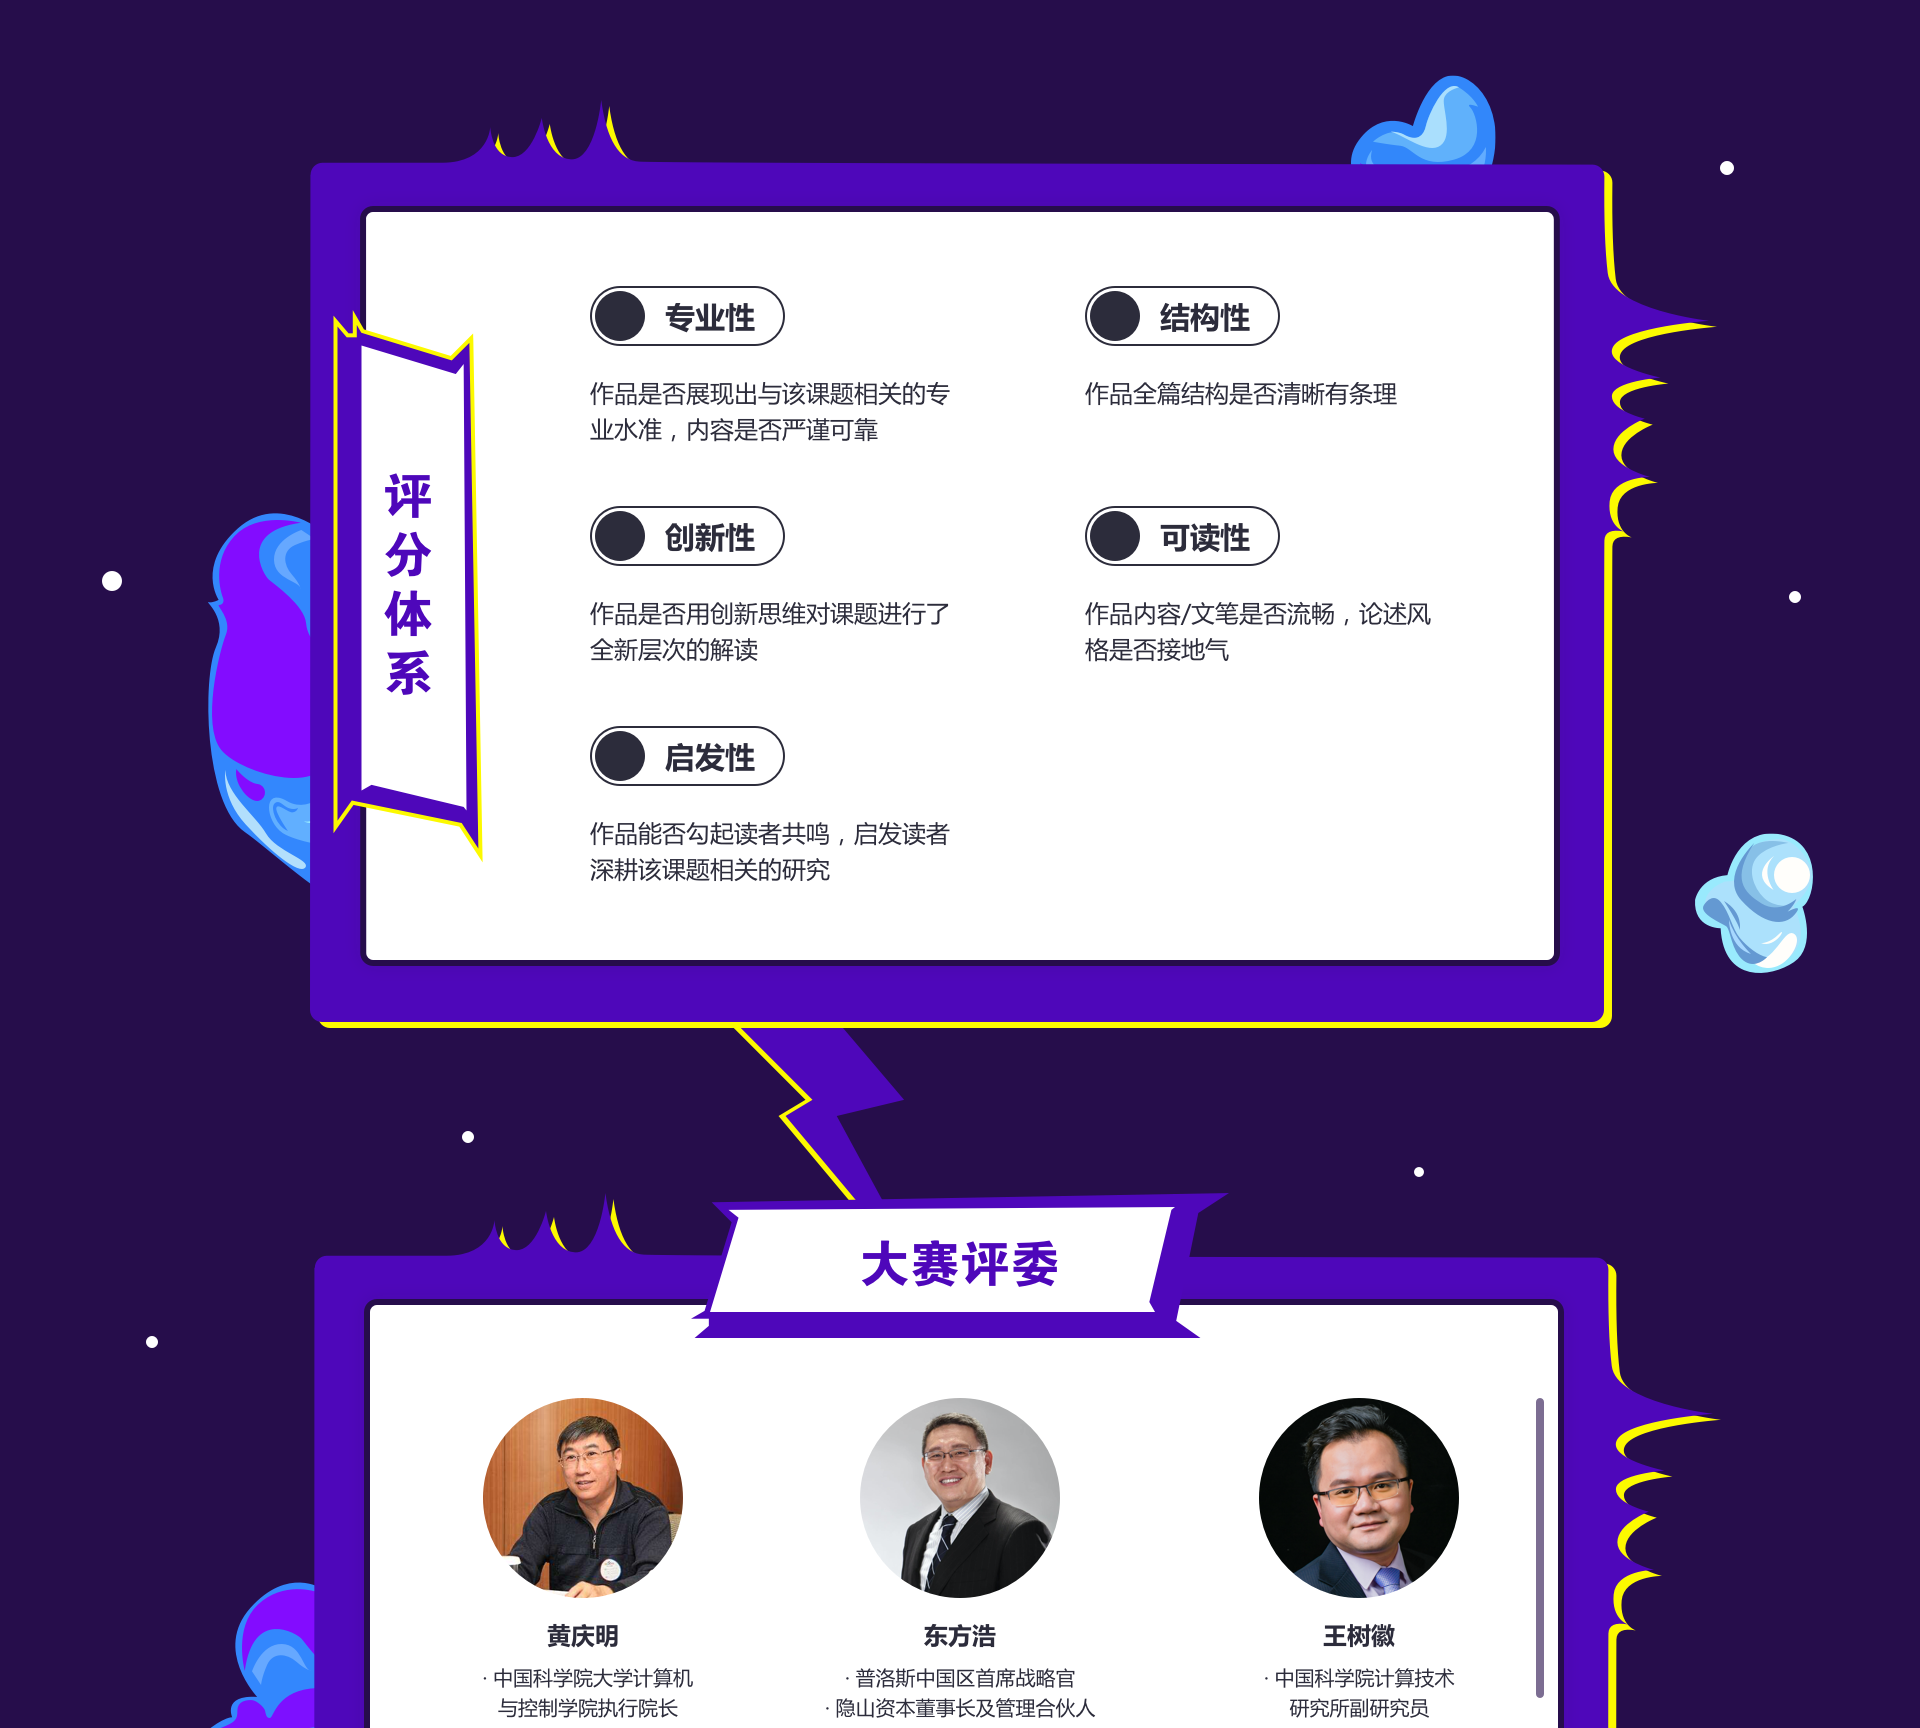 评分体系
专业性
作品是否展现出与该课题相关的专
业水准，内容是否严谨可靠
结构性
作品全篇结构是否清晰有条理
创新性
作品是否用创新思维对课题进行了
全新层次的解读
可读性
作品内容/文笔是否流畅，论述风
格是否接地气
启发性
作品能否勾起读者共鸣，启发读者
深耕该课题相关的研究
大赛评委
黄庆明
· 中国科学院大学计算机
与控制学院执行院长
东方浩
· 普洛斯中国区首席战略官
· 隐山资本董事长及管理合伙人
王树徽
· 中国科学院计算技术
研究所副研究员